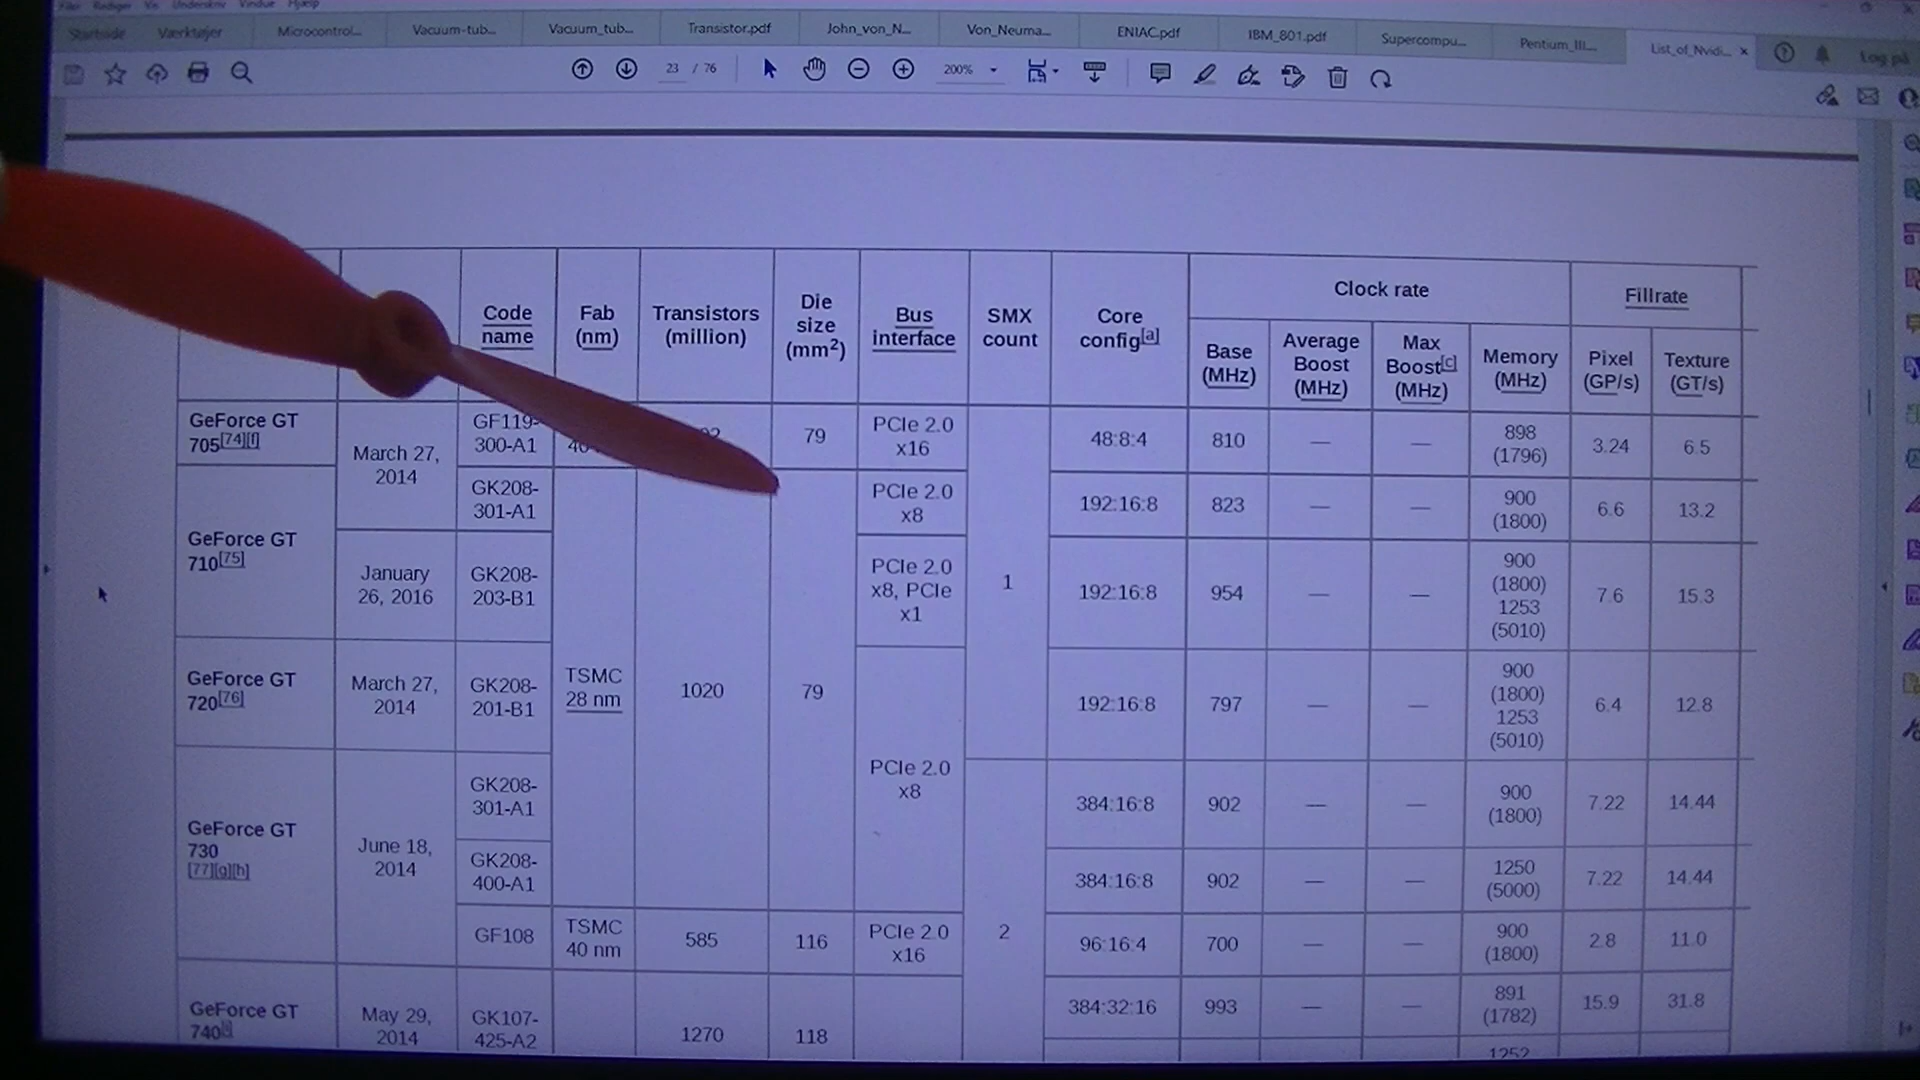 Filer Rediger Vis Underskriv Vindue Hjælp
Startside Værktøjer Microcontrol... Vacuum-tub... Vacuum_tub... Transistor.pdf John_von_N... Von_Neuma... ENIAC.pdf IBM_801.pdf Supercompu... Pentium_III... List_of_Nvidi... × Log på
23 / 76 200%
Clock rate Fillrate
Code name Fab (nm) Transistors (million) Die size (mm2) Bus interface SMX count Core config[a] Base (MHz) Average Boost (MHz) Max Boost[c] (MHz) Memory (MHz) Pixel (GP/s) Texture (GT/s)
GeForce GT 705[74][f] March 27, 2014 GF119-300-A1 79 PCIe 2.0 x16 1 48:8:4 810 — — 898 (1796) 3.24 6.5
GeForce GT 710[75] GK208-301-A1 PCIe 2.0 x8 192:16:8 823 — — 900 (1800) 6.6 13.2
January 26, 2016 GK208-203-B1 PCIe 2.0 x8, PCIe x1 192:16:8 954 — — 900 (1800) 1253 (5010) 7.6 15.3
GeForce GT 720[76] March 27, 2014 GK208-201-B1 TSMC 28 nm 1020 79 PCIe 2.0 x8 192:16:8 797 — — 900 (1800) 1253 (5010) 6.4 12.8
GeForce GT 730 [77][g][h] June 18, 2014 GK208-301-A1 2 384:16:8 902 — — 900 (1800) 7.22 14.44
GK208-400-A1 384:16:8 902 — — 1250 (5000) 7.22 14.44
GF108 TSMC 40 nm 585 116 PCIe 2.0 x16 96:16:4 700 — — 900 (1800) 2.8 11.0
GeForce GT 740 May 29, 2014 GK107-425-A2 1270 118 384:32:16 993 — — 891 (1782) 15.9 31.8
1252